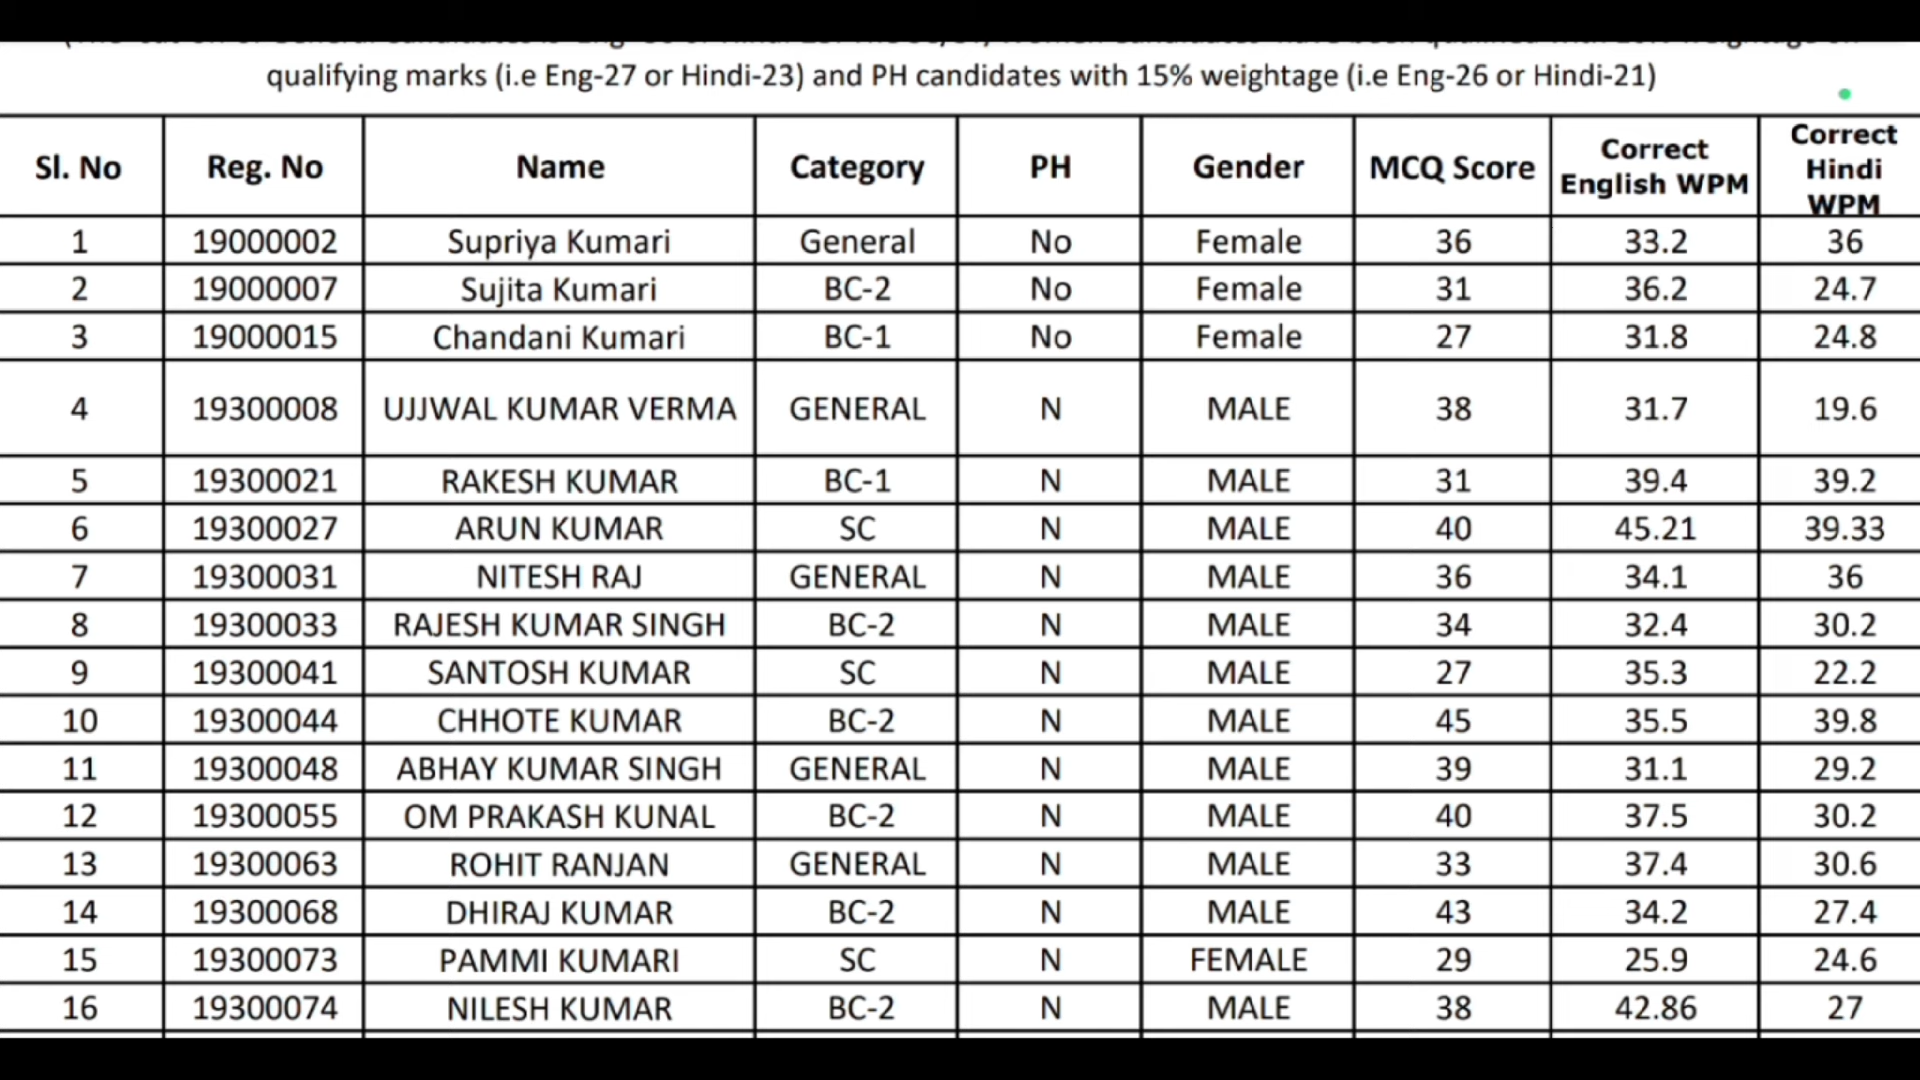 qualifying marks (i.e Eng-27 or Hindi-23) and PH candidates with 15% weightage (i.e Eng-26 or Hindi-21)
Sl. No Reg. No Name Category PH Gender MCQ Score Correct English WPM Correct Hindi WPM
1 19000002 Supriya Kumari General No Female 36 33.2 36
2 19000007 Sujita Kumari BC-2 No Female 31 36.2 24.7
3 19000015 Chandani Kumari BC-1 No Female 27 31.8 24.8
4 19300008 UJJWAL KUMAR VERMA GENERAL N MALE 38 31.7 19.6
5 19300021 RAKESH KUMAR BC-1 N MALE 31 39.4 39.2
6 19300027 ARUN KUMAR SC N MALE 40 45.21 39.33
7 19300031 NITESH RAJ GENERAL N MALE 36 34.1 36
8 19300033 RAJESH KUMAR SINGH BC-2 N MALE 34 32.4 30.2
9 19300041 SANTOSH KUMAR SC N MALE 27 35.3 22.2
10 19300044 CHHOTE KUMAR BC-2 N MALE 45 35.5 39.8
11 19300048 ABHAY KUMAR SINGH GENERAL N MALE 39 31.1 29.2
12 19300055 OM PRAKASH KUNAL BC-2 N MALE 40 37.5 30.2
13 19300063 ROHIT RANJAN GENERAL N MALE 33 37.4 30.6
14 19300068 DHIRAJ KUMAR BC-2 N MALE 43 34.2 27.4
15 19300073 PAMMI KUMARI SC N FEMALE 29 25.9 24.6
16 19300074 NILESH KUMAR BC-2 N MALE 38 42.86 27